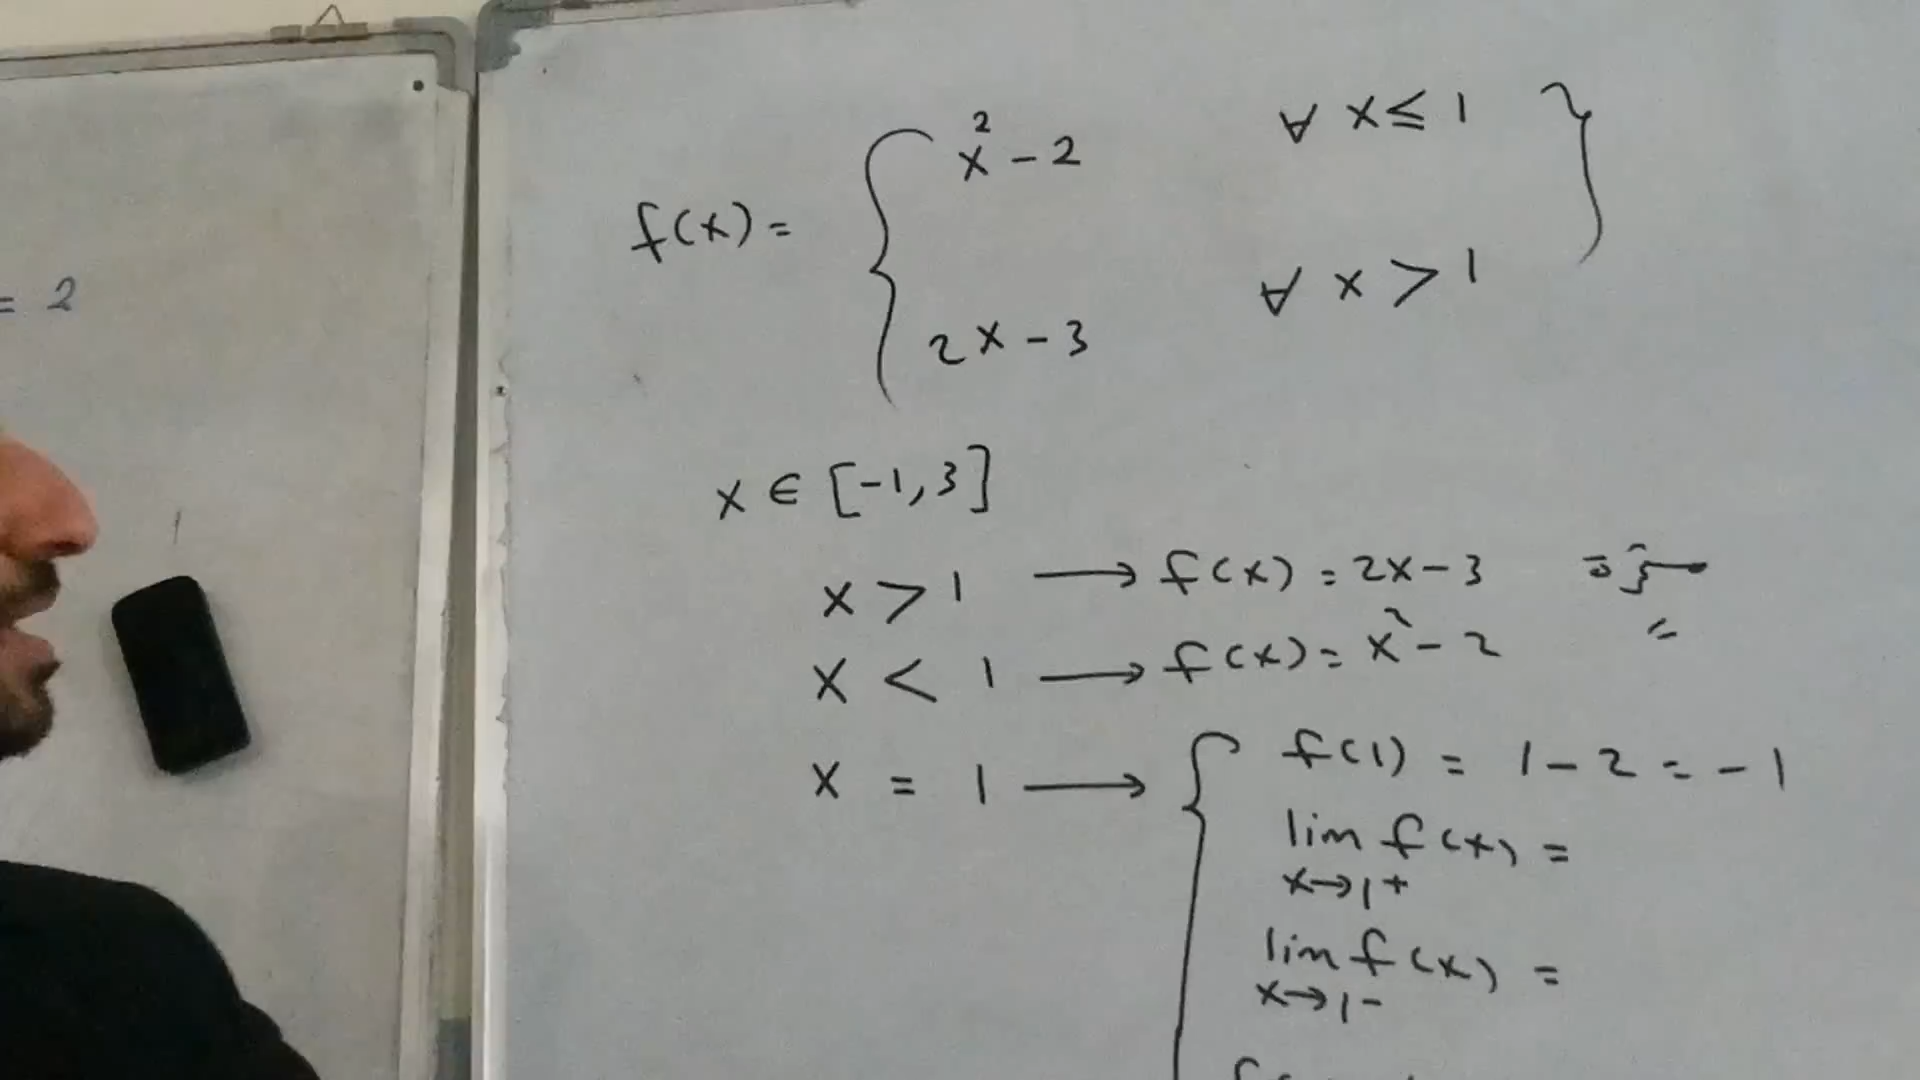 = 2
f(x) = { x² - 2 ∀ x ≤ 1 }
2x - 3 ∀ x > 1
x ∈ [-1, 3]
x > 1 → f(x) = 2x - 3
x < 1 → f(x) = x² - 2
x = 1 → { f(1) = 1 - 2 = -1
lim f(x) =
x→1+
lim f(x) =
x→1-